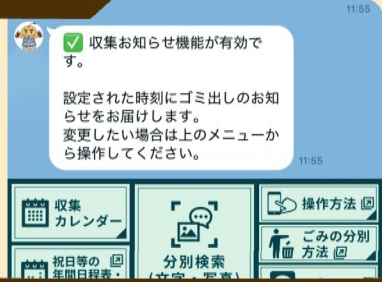 11:55
✅ 収集お知らせ機能が有効で
す。
設定された時刻にゴミ出しのお知
らせをお届けします。
変更したい場合は上のメニューか
ら操作してください。
11:55
収集
カレンダー
分別検索
(文字・写真)
操作方法
ごみの分別
方法
祝日等の
年間日程表・